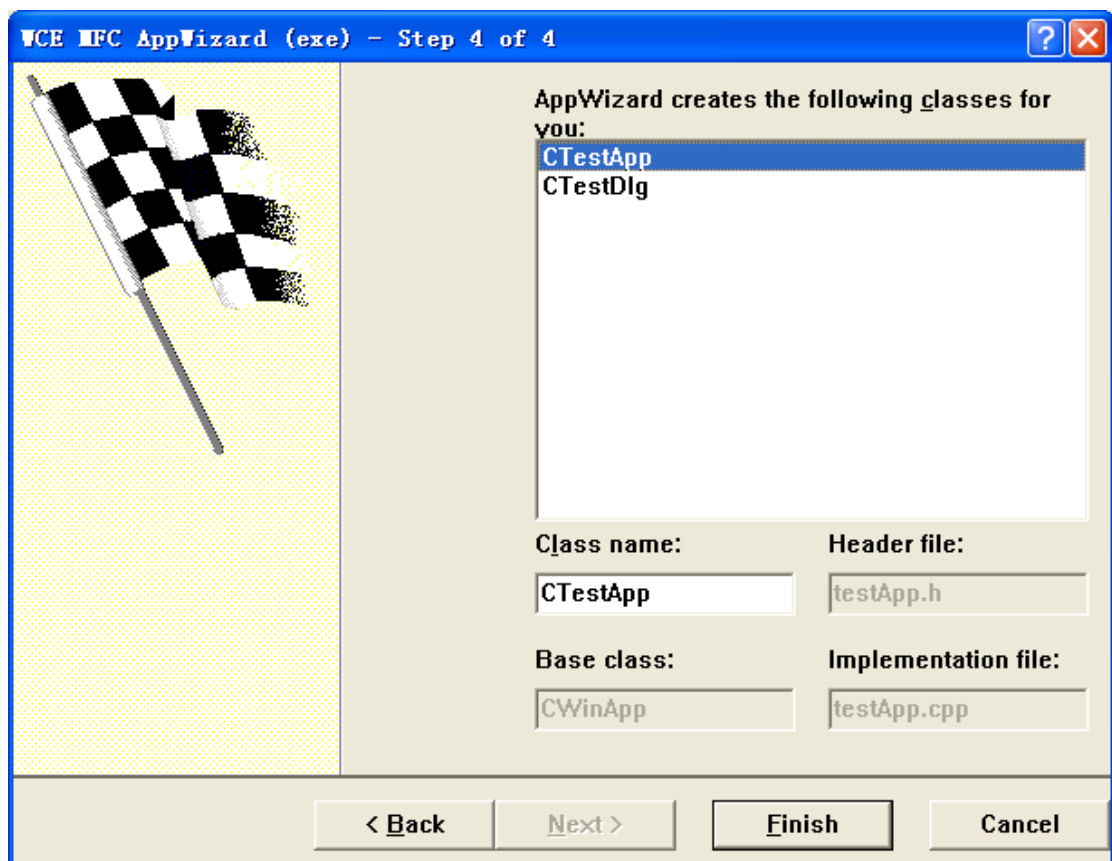 WCE MFC AppWizard (exe) - Step 4 of 4
AppWizard creates the following classes for
you:
CTestApp
CTestDlg
Class name:
Header file:
CTestApp
testApp.h
Base class:
Implementation file:
CWinApp
testApp.cpp
< Back
Next >
Finish
Cancel